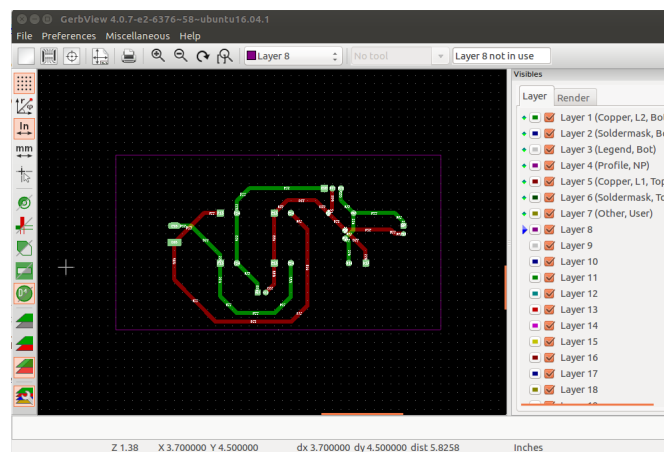 GerbView 4.0.7-e2-6376~58~ubuntu16.04.1
File Preferences Miscellaneous Help
Layer 8 No tool Layer 8 not in use
Visibles
Layer Render
In
mm
Layer 1 (Copper, L2, Bot
Layer 2 (Soldermask, B
Layer 3 (Legend, Bot)
Layer 4 (Profile, NP)
Layer 5 (Copper, L1, Top
Layer 6 (Soldermask, To
Layer 7 (Other, User)
Layer 8
Layer 9
Layer 10
Layer 11
Layer 12
Layer 13
Layer 14
Layer 15
Layer 16
Layer 17
Layer 18
Z 1.38 X 3.700000 Y 4.500000 dx 3.700000 dy 4.500000 dist 5.8258 Inches